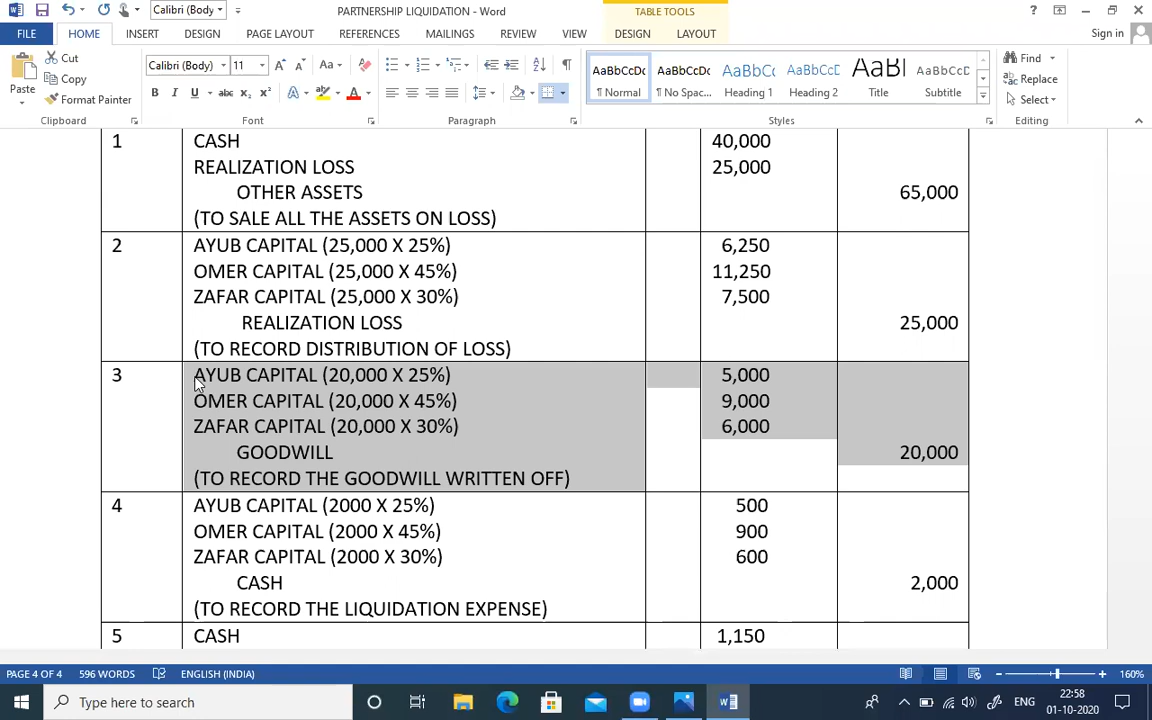 Calibri (Body
PARTNERSHIP LIQUIDATION - Word
TABLE TOOLS
FILE
HOME
INSERT
DESIGN
PAGE LAYOUT
REFERENCES
MAILINGS
REVIEW
VIEW
DESIGN
LAYOUT
Sign in
Paste
Cut
Copy
Format Painter
Clipboard
Calibri (Body)
11
Font
Paragraph
AaBbCcDc
¶ Normal
AaBbCcDc
¶ No Spac...
AaBbCc
Heading 1
AaBbCcD
Heading 2
AaBl
Title
AaBbCcD
Subtitle
Styles
Find
Replace
Select
Editing
1 CASH 40,000
REALIZATION LOSS 25,000
OTHER ASSETS 65,000
(TO SALE ALL THE ASSETS ON LOSS)
2 AYUB CAPITAL (25,000 X 25%) 6,250
OMER CAPITAL (25,000 X 45%) 11,250
ZAFAR CAPITAL (25,000 X 30%) 7,500
REALIZATION LOSS 25,000
(TO RECORD DISTRIBUTION OF LOSS)
3 AYUB CAPITAL (20,000 X 25%) 5,000
OMER CAPITAL (20,000 X 45%) 9,000
ZAFAR CAPITAL (20,000 X 30%) 6,000
GOODWILL 20,000
(TO RECORD THE GOODWILL WRITTEN OFF)
4 AYUB CAPITAL (2000 X 25%) 500
OMER CAPITAL (2000 X 45%) 900
ZAFAR CAPITAL (2000 X 30%) 600
CASH 2,000
(TO RECORD THE LIQUIDATION EXPENSE)
5 CASH 1,150
PAGE 4 OF 4
596 WORDS
ENGLISH (INDIA)
160%
Type here to search
ENG
22:58
01-10-2020